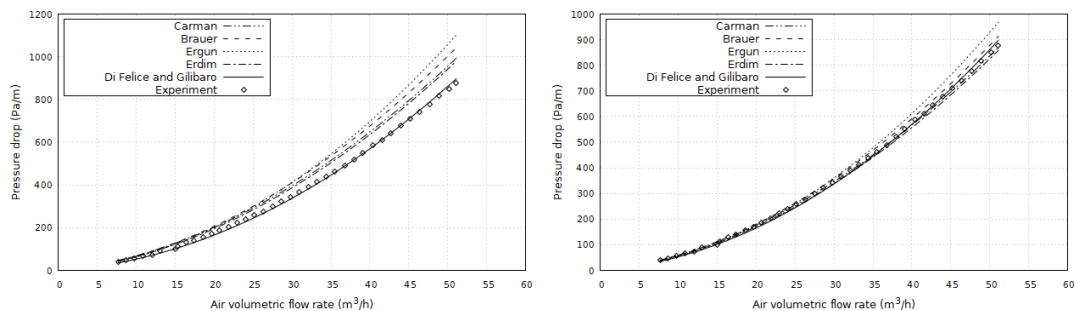 1200
1000
800
600
400
200
0
Pressure drop (Pa/m)
Carman
Brauer
Ergun
Erdim
Di Felice and Gilibaro
Experiment
0 5 10 15 20 25 30 35 40 45 50 55 60
Air volumetric flow rate (m³/h)
1000
900
800
700
600
500
400
300
200
100
0
Pressure drop (Pa/m)
Carman
Brauer
Ergun
Erdim
Di Felice and Gilibaro
Experiment
0 5 10 15 20 25 30 35 40 45 50 55 60
Air volumetric flow rate (m³/h)